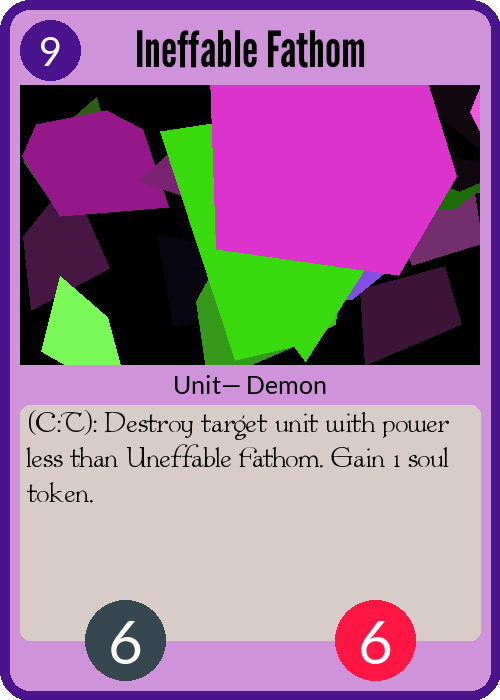 9
Ineffable Fathom
Unit— Demon
(C:T): Destroy target unit with power
less than Uneffable Fathom. Gain 1 soul
token.
6
6